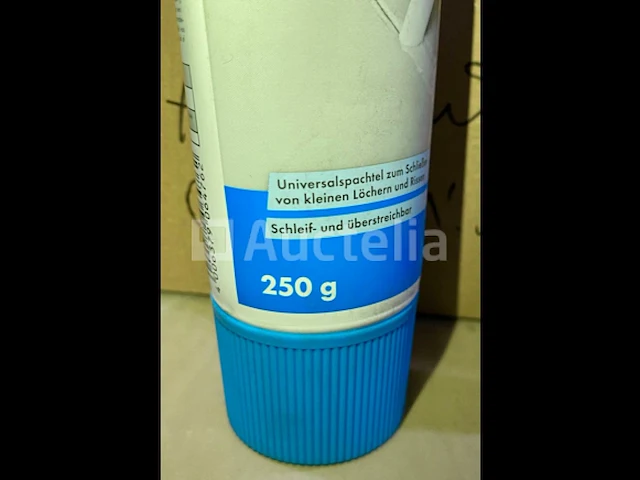 Universalspachtel zum Schließen
von kleinen Löchern und Rissen
Schleif- und überstreichbar
Auctelia
250 g